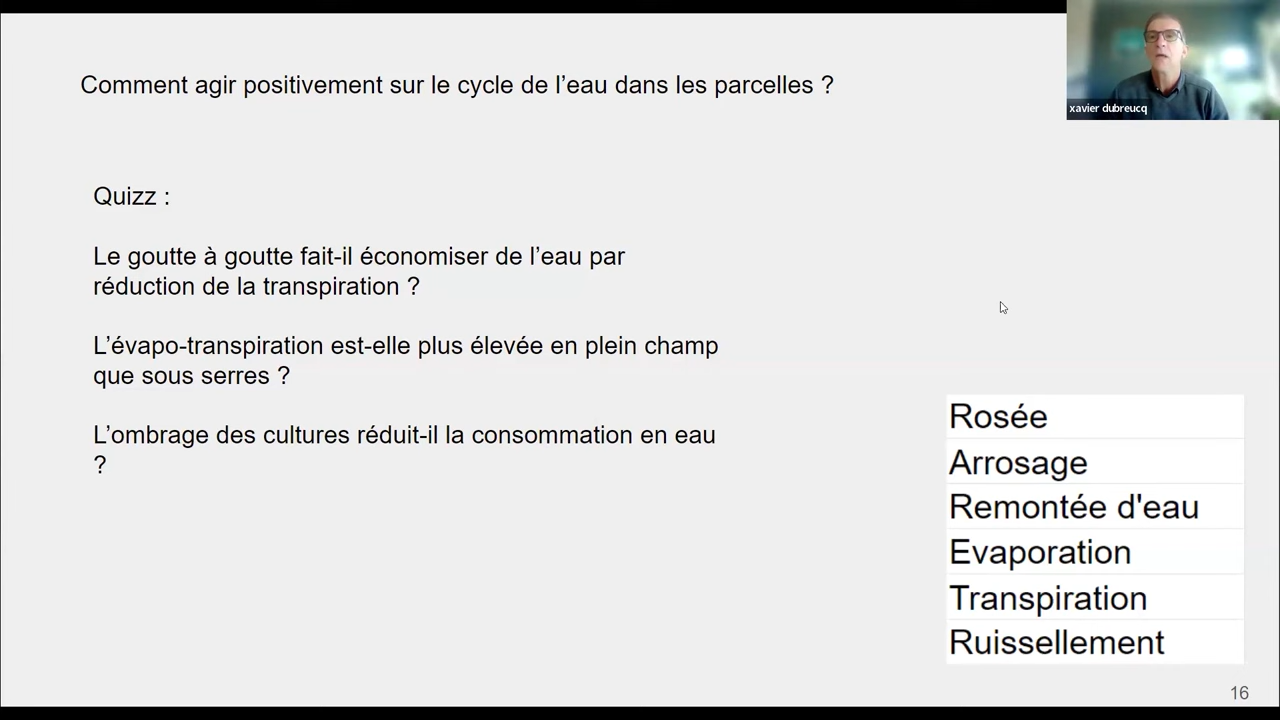 Comment agir positivement sur le cycle de l’eau dans les parcelles ?
xavier dubreucq
Quizz :
Le goutte à goutte fait-il économiser de l’eau par
réduction de la transpiration ?
L’évapo-transpiration est-elle plus élevée en plein champ
que sous serres ?
L’ombrage des cultures réduit-il la consommation en eau
?
Rosée
Arrosage
Remontée d'eau
Evaporation
Transpiration
Ruissellement
16